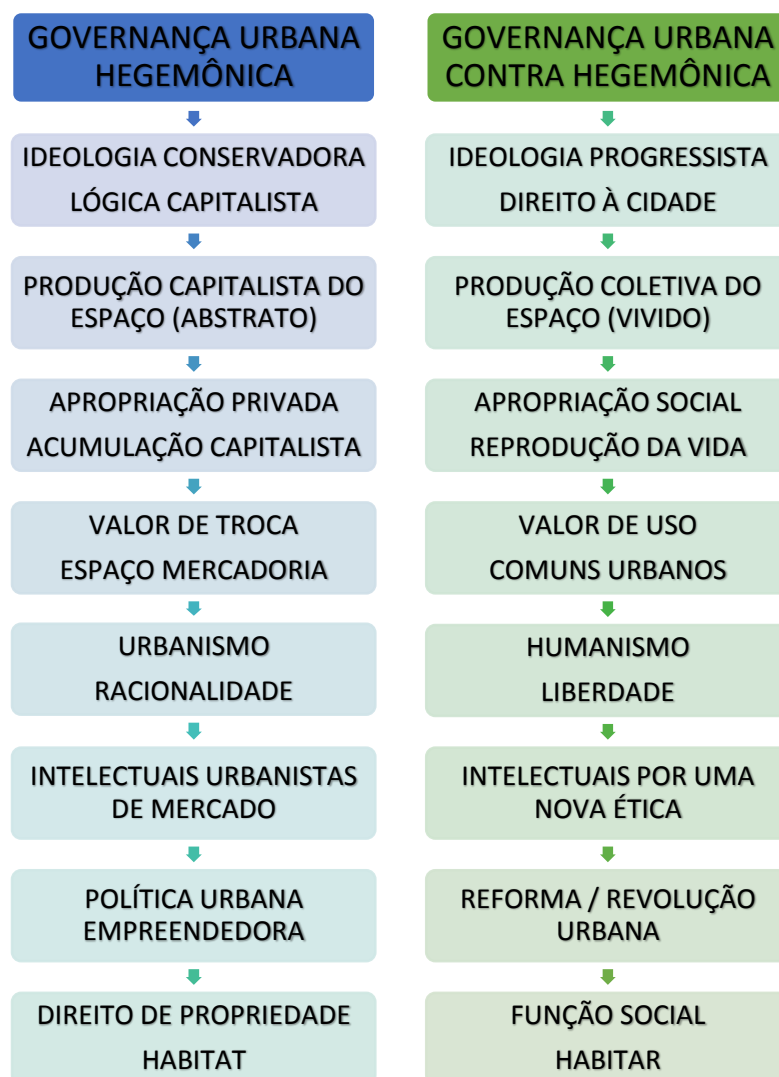 GOVERNANÇA URBANA
HEGEMÔNICA
IDEOLOGIA CONSERVADORA
LÓGICA CAPITALISTA
PRODUÇÃO CAPITALISTA DO
ESPAÇO (ABSTRATO)
APROPRIAÇÃO PRIVADA
ACUMULAÇÃO CAPITALISTA
VALOR DE TROCA
ESPAÇO MERCADORIA
URBANISMO
RACIONALIDADE
INTELECTUAIS URBANISTAS
DE MERCADO
POLÍTICA URBANA
EMPREENDEDORA
DIREITO DE PROPRIEDADE
HABITAT
GOVERNANÇA URBANA
CONTRA HEGEMÔNICA
IDEOLOGIA PROGRESSISTA
DIREITO À CIDADE
PRODUÇÃO COLETIVA DO
ESPAÇO (VIVIDO)
APROPRIAÇÃO SOCIAL
REPRODUÇÃO DA VIDA
VALOR DE USO
COMUNS URBANOS
HUMANISMO
LIBERDADE
INTELECTUAIS POR UMA
NOVA ÉTICA
REFORMA / REVOLUÇÃO
URBANA
FUNÇÃO SOCIAL
HABITAR